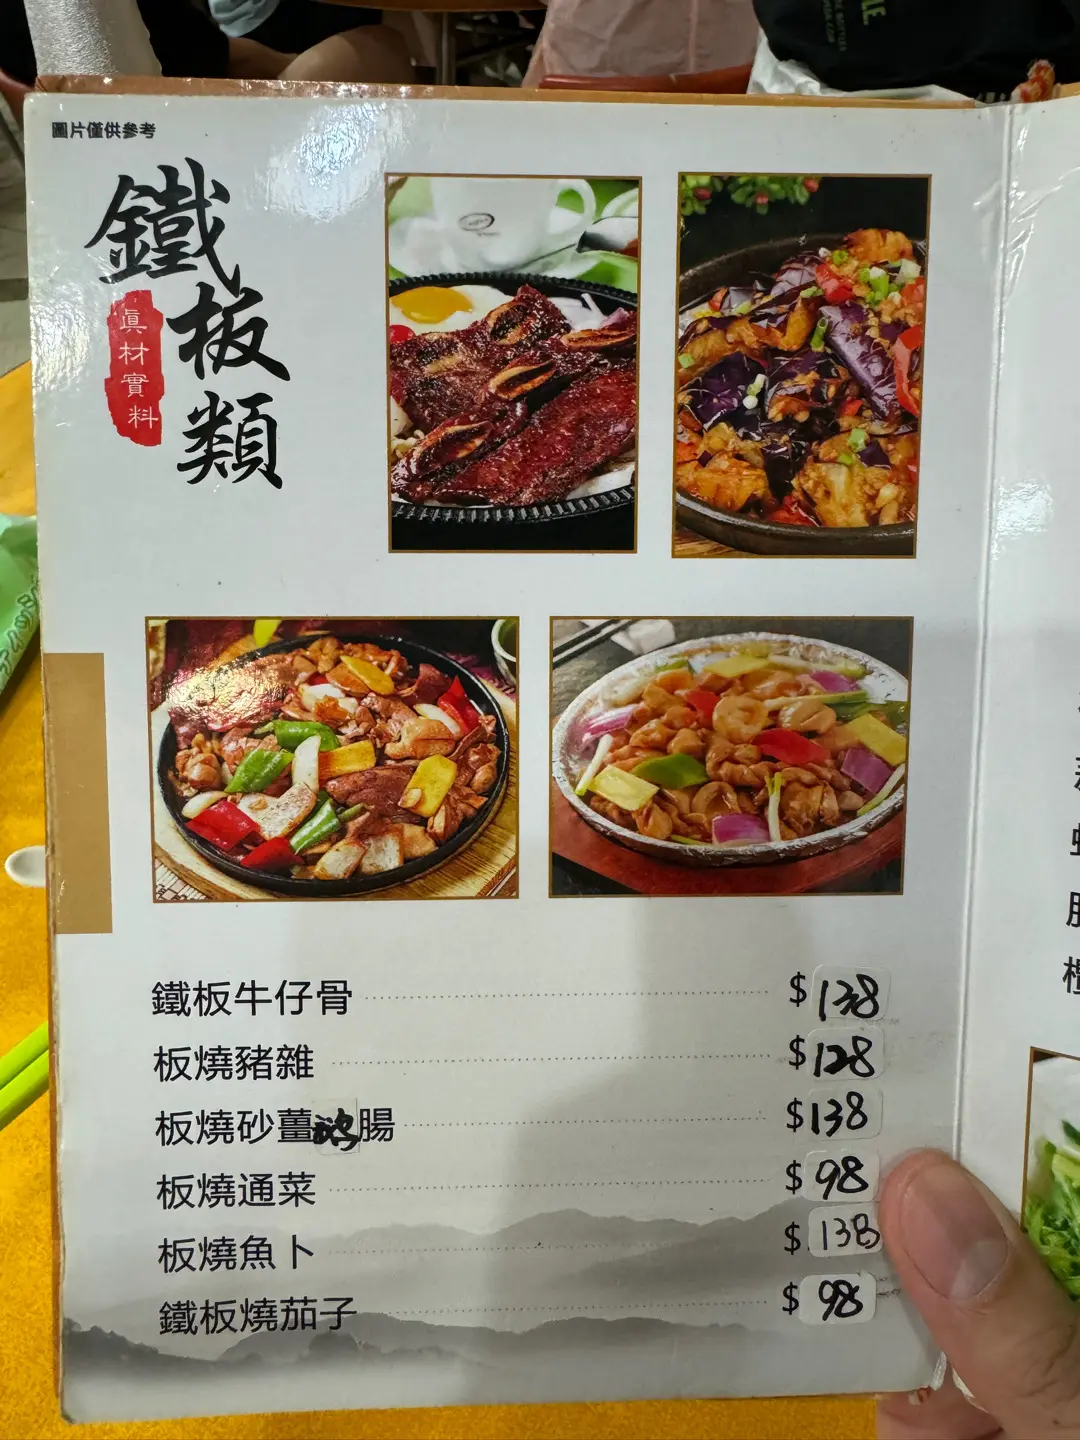 圖片僅供參考
鐵板類
真材實料
鐵板牛仔骨 $138
板燒豬雜 $128
板燒砂薑鵝腸 $138
板燒通菜 $98
板燒魚卜 $138
鐵板燒茄子 $98